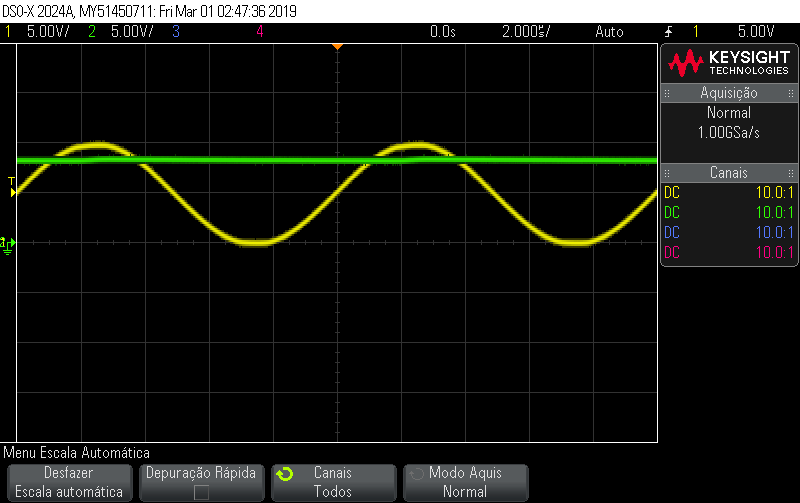 DSO-X 2024A, MY51450711: Fri Mar 01 02:47:36 2019
1 5.00V/ 2 5.00V/ 3 4 0.0s 2.000s/ Auto 1 5.00V
KEYSIGHT
TECHNOLOGIES
Aquisição
Normal
1.00GSa/s
Canais
DC 10.0:1
DC 10.0:1
DC 10.0:1
DC 10.0:1
T
2
Menu Escala Automática
Desfazer
Escala automática
Depuração Rápida
Canais
Todos
Modo Aquis
Normal